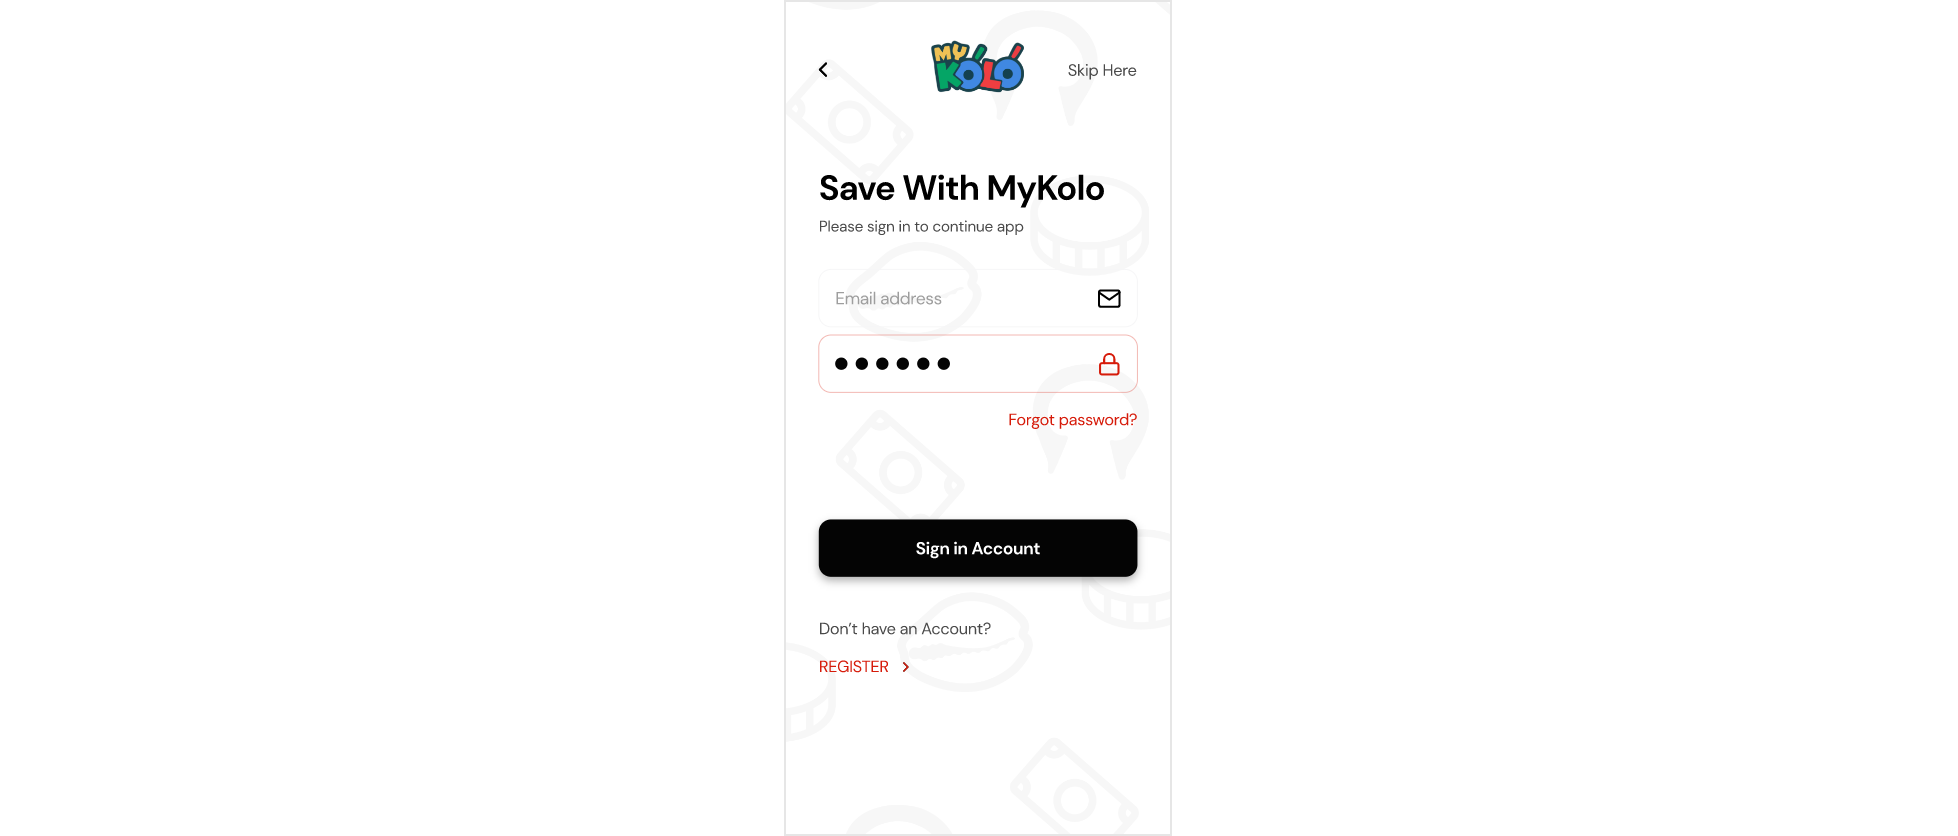 MY
KÓLÓ
Skip Here
Save With MyKolo
Please sign in to continue app
Email address
Forgot password?
Sign in Account
Don’t have an Account?
REGISTER